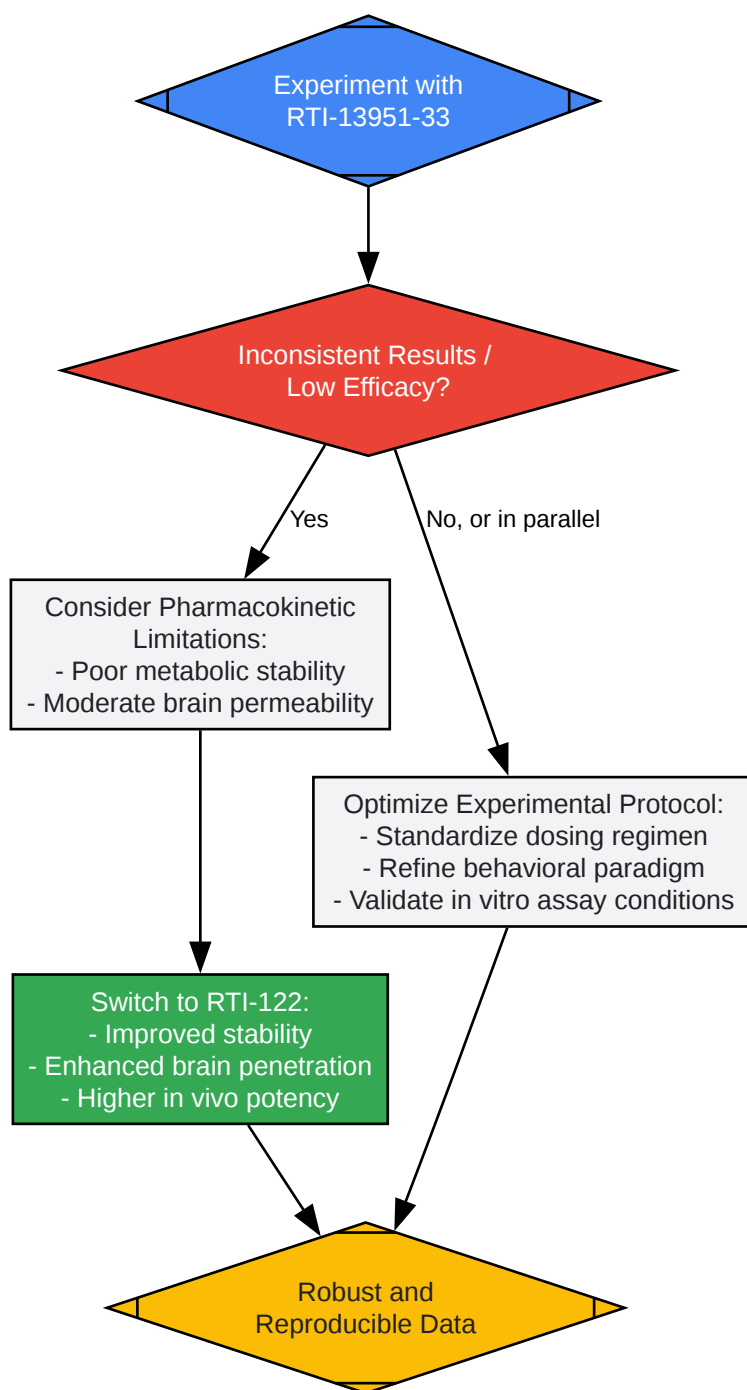 Experiment with
RTI-13951-33
Inconsistent Results /
Low Efficacy?
Yes
No, or in parallel
Consider Pharmacokinetic
Limitations:
- Poor metabolic stability
- Moderate brain permeability
Optimize Experimental Protocol:
- Standardize dosing regimen
- Refine behavioral paradigm
- Validate in vitro assay conditions
Switch to RTI-122:
- Improved stability
- Enhanced brain penetration
- Higher in vivo potency
Robust and
Reproducible Data